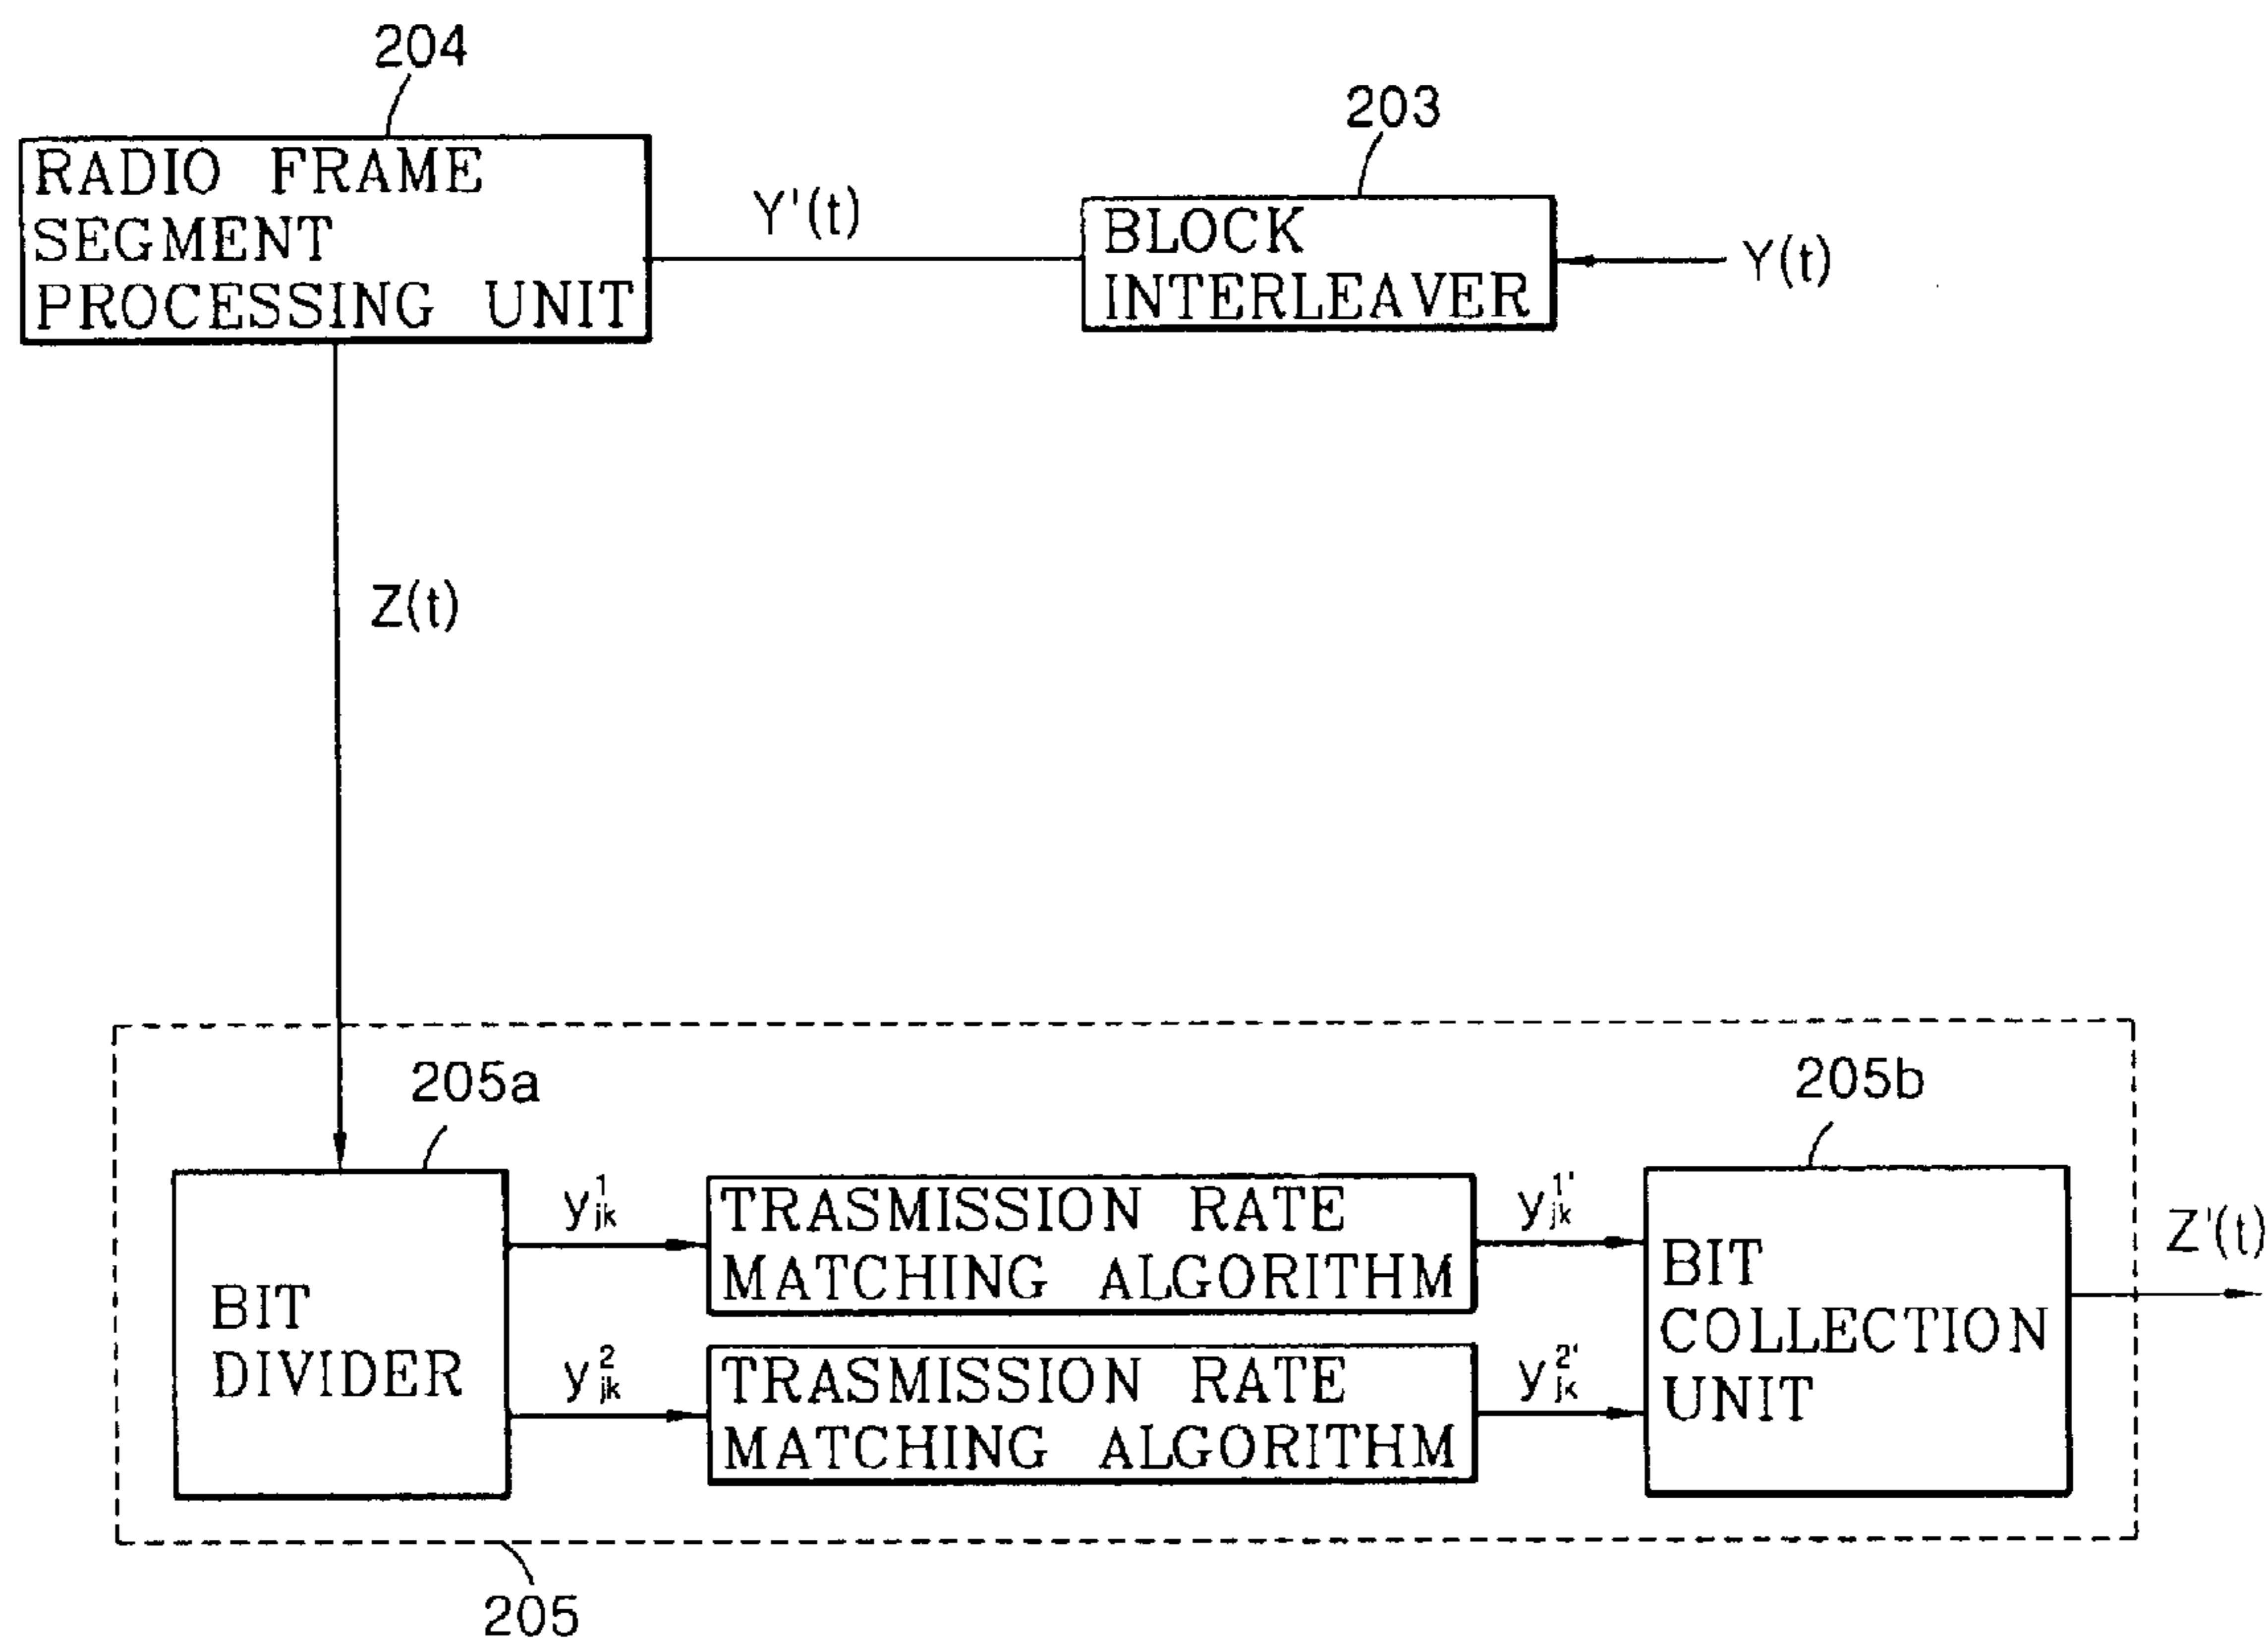 204
203
RADIO FRAME
SEGMENT
PROCESSING UNIT
Y'(t)
BLOCK
INTERLEAVER
Y(t)
Z(t)
205a
205b
BIT
DIVIDER
y¹jk
TRASMISSION RATE
MATCHING ALGORITHM
y¹'jk
y²jk
TRASMISSION RATE
MATCHING ALGORITHM
y²'jk
BIT
COLLECTION
UNIT
Z'(t)
205